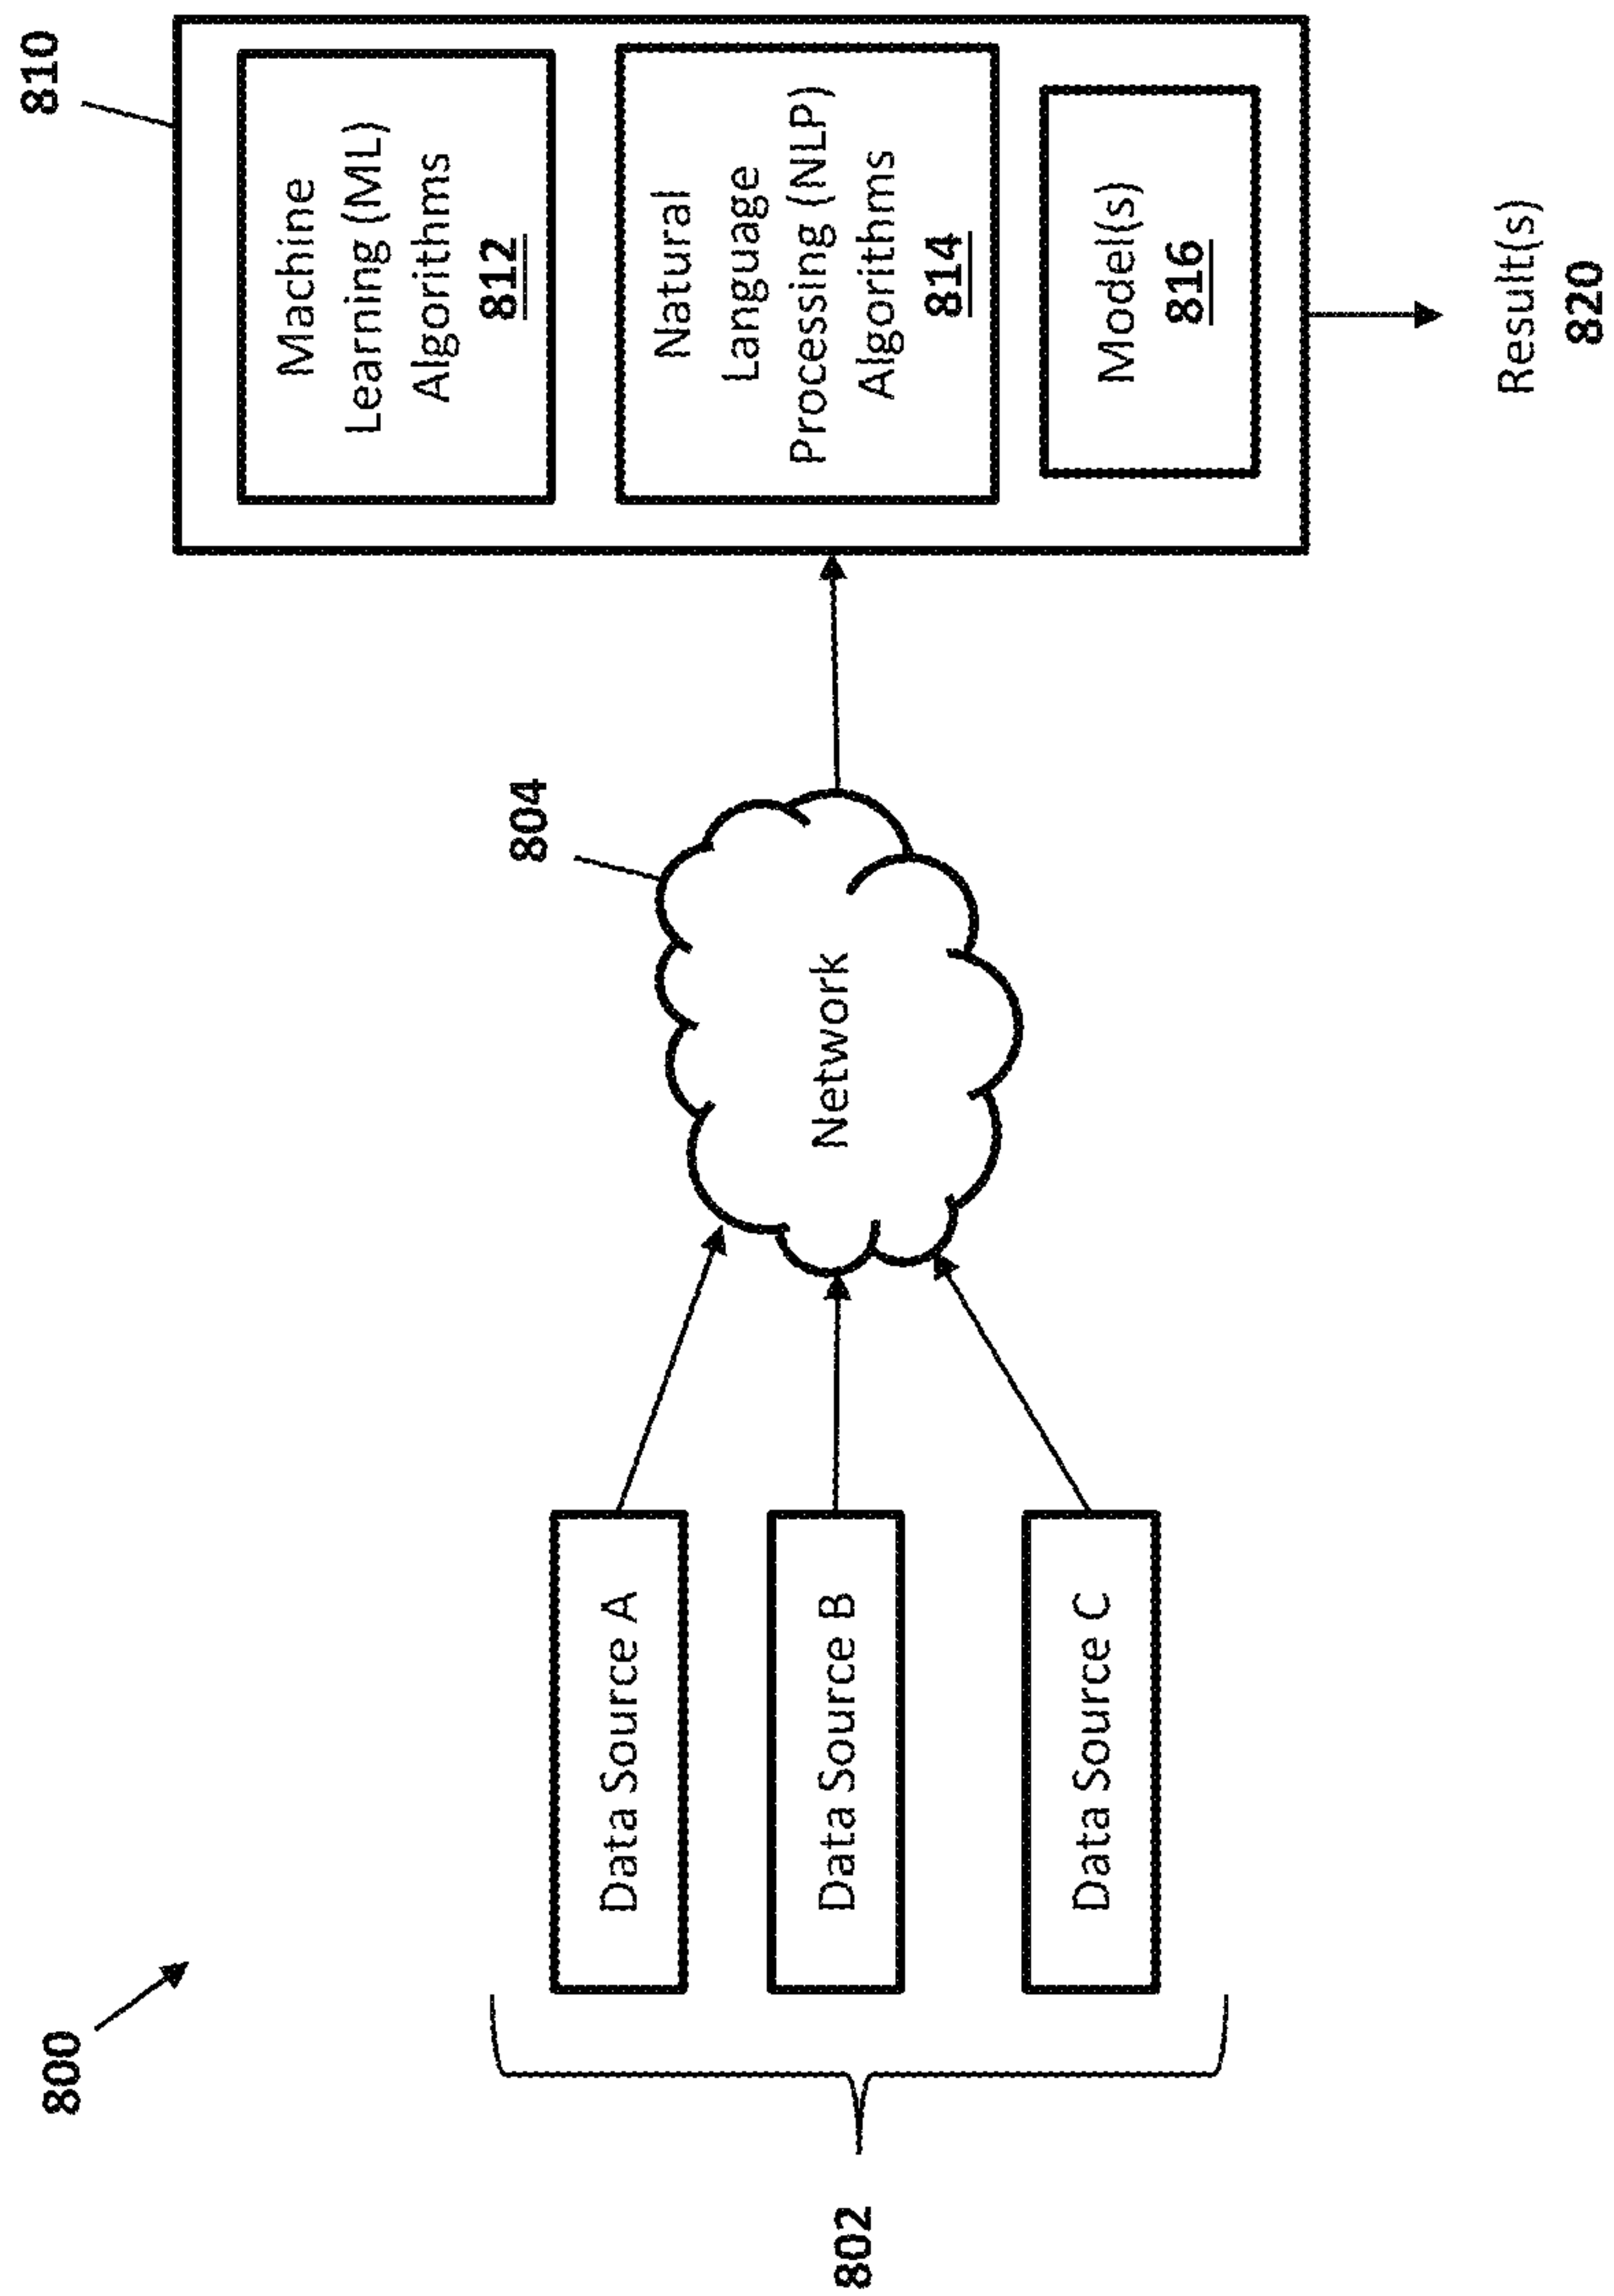 800
802
Data Source A
Data Source B
Data Source C
804
Network
810
Machine
Learning (ML)
Algorithms
812
Natural
Language
Processing (NLP)
Algorithms
814
Model(s)
816
Result(s)
820